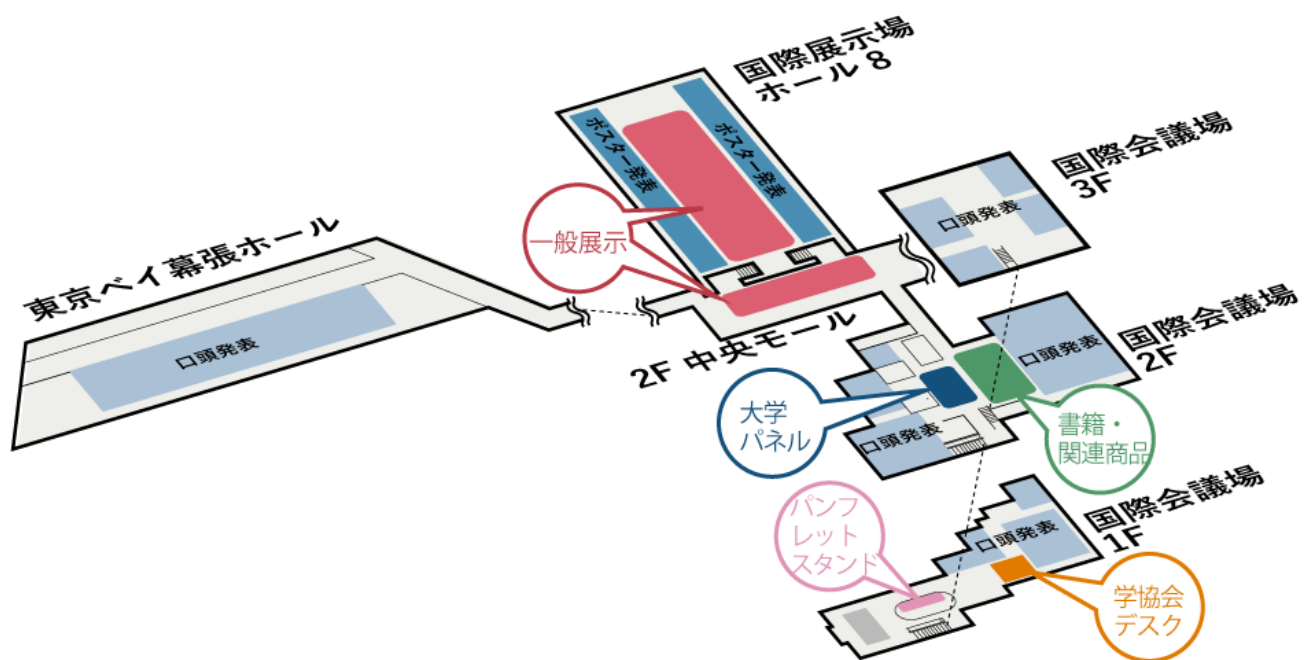 国際展示場
ホール 8
ポスター発表
ポスター発表
一般展示
国際会議場
3F
口頭発表
東京ベイ幕張ホール
口頭発表
2F 中央モール
国際会議場
2F
口頭発表
大学
パネル
口頭発表
書籍・
関連商品
パンフ
レット
スタンド
国際会議場
1F
口頭発表
学協会
デスク